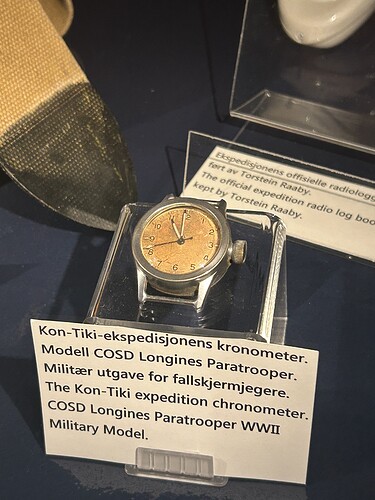 Ekspedisjonens offisielle radiologg
ført av Torstein Raaby.
The official expedition radio log boo
kept by Torstein Raaby.
Kon-Tiki-ekspedisjonens kronometer.
Modell COSD Longines Paratrooper.
Militær utgave for fallskjermjegere.
The Kon-Tiki expedition chronometer.
COSD Longines Paratrooper WWII
Military Model.